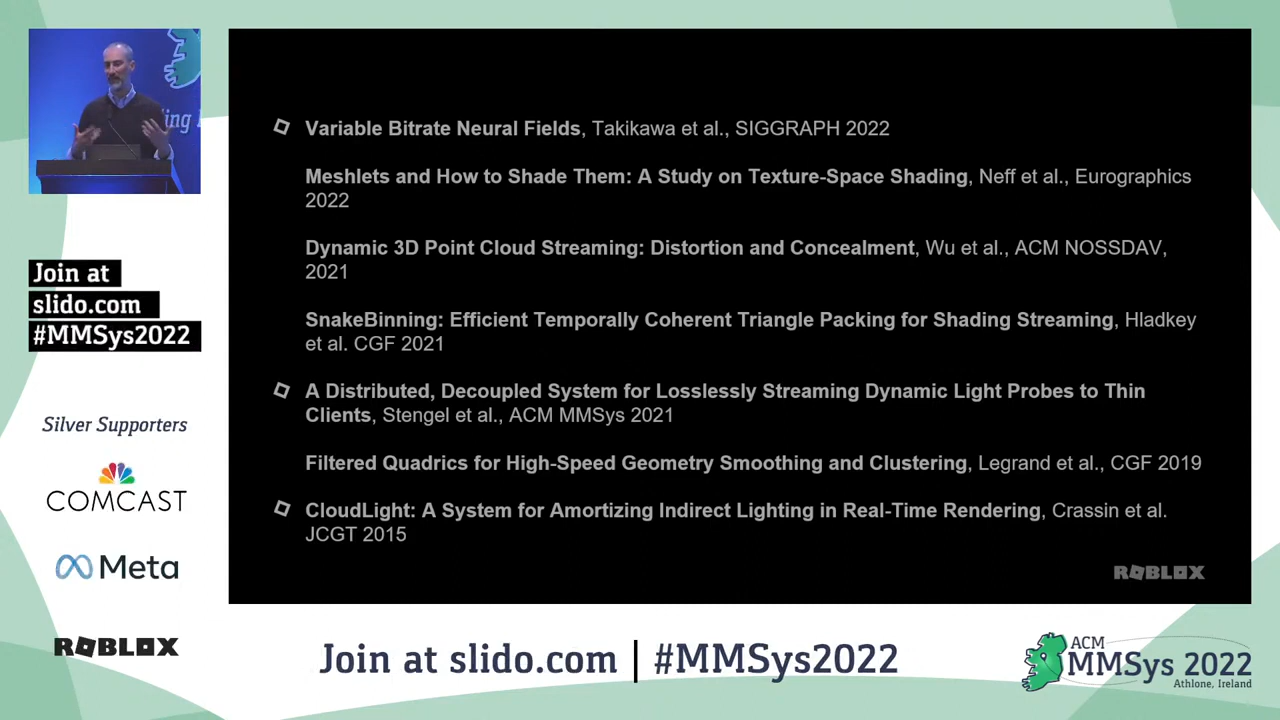 Variable Bitrate Neural Fields, Takikawa et al., SIGGRAPH 2022
Meshlets and How to Shade Them: A Study on Texture-Space Shading, Neff et al., Eurographics
2022
Dynamic 3D Point Cloud Streaming: Distortion and Concealment, Wu et al., ACM NOSSDAV,
2021
SnakeBinning: Efficient Temporally Coherent Triangle Packing for Shading Streaming, Hladkey
et al. CGF 2021
A Distributed, Decoupled System for Losslessly Streaming Dynamic Light Probes to Thin
Clients, Stengel et al., ACM MMSys 2021
Filtered Quadrics for High-Speed Geometry Smoothing and Clustering, Legrand et al., CGF 2019
CloudLight: A System for Amortizing Indirect Lighting in Real-Time Rendering, Crassin et al.
JCGT 2015
ROBLOX
Join at
slido.com
#MMSys2022
Silver Supporters
COMCAST
Meta
ROBLOX
Join at slido.com | #MMSys2022
ACM
MMSys 2022
Athlone, Ireland